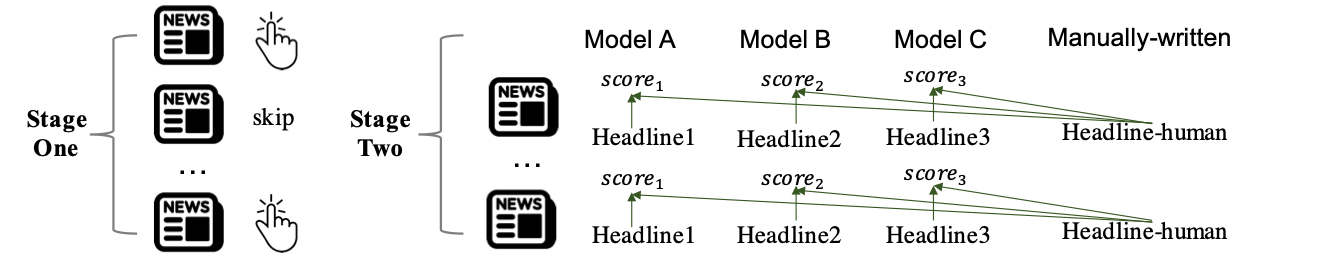 NEWS
Stage One
NEWS
skip
...
NEWS
Stage Two
Model A Model B Model C Manually-written
NEWS
score1 score2 score3
Headline1 Headline2 Headline3 Headline-human
...
NEWS
score1 score2 score3
Headline1 Headline2 Headline3 Headline-human